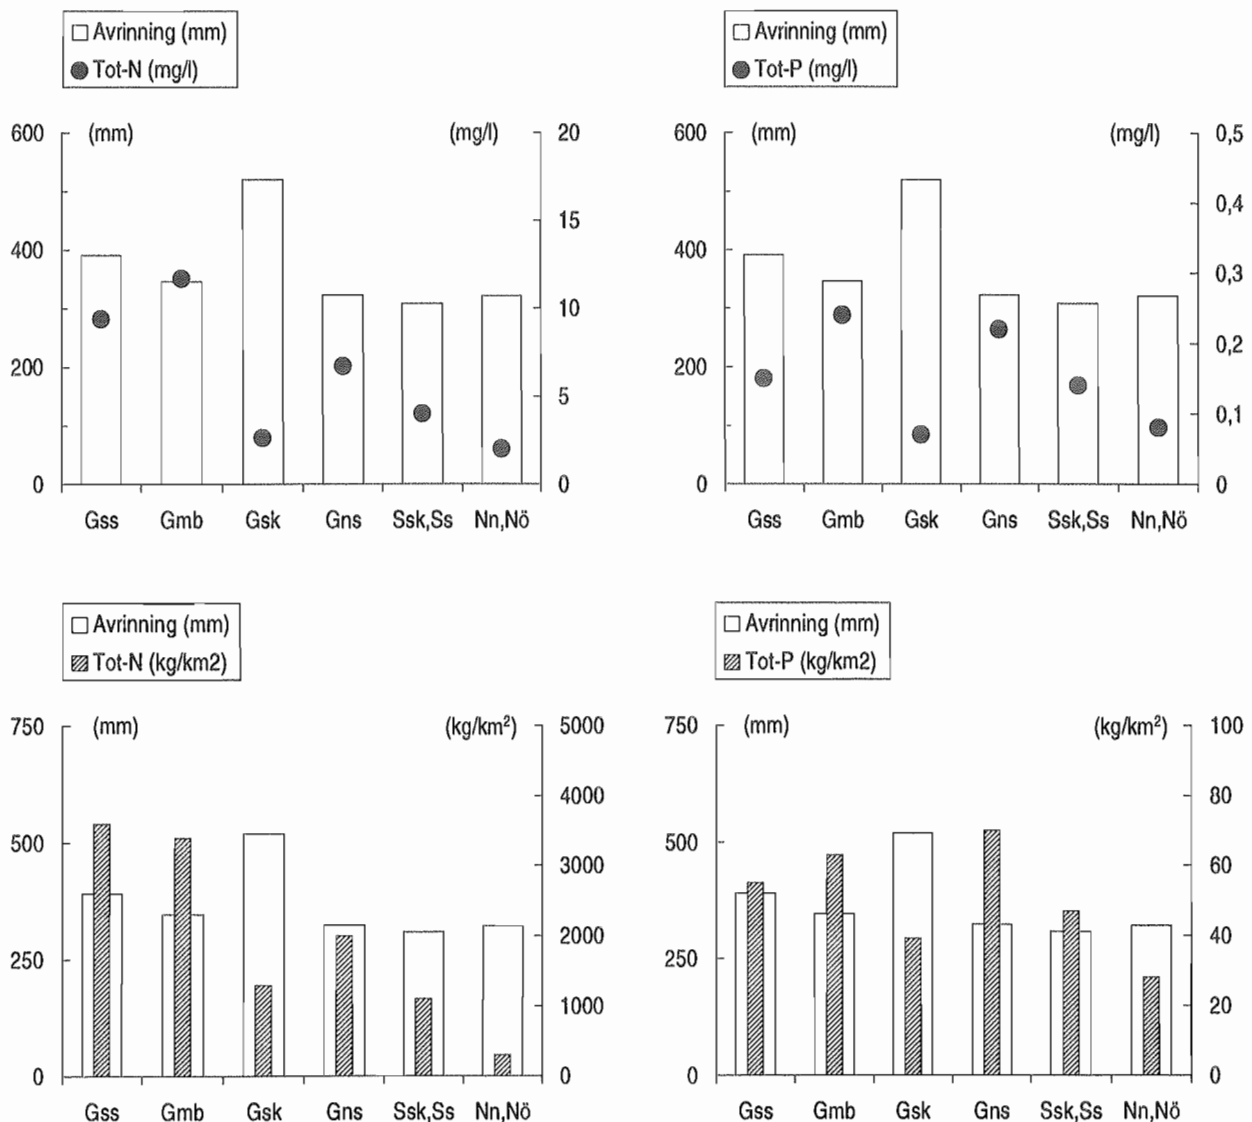 Avrinning (mm)
Tot-N (mg/l)
600
(mm)
(mg/l)
20
15
400
10
200
5
0
0
Gss
Gmb
Gsk
Gns
Ssk,Ss
Nn,Nö
Avrinning (mm)
Tot-P (mg/l)
600
(mm)
(mg/l)
0,5
0,4
400
0,3
200
0,2
0,1
0
0
Gss
Gmb
Gsk
Gns
Ssk,Ss
Nn,Nö
Avrinning (mm)
Tot-N (kg/km2)
750
(mm)
(kg/km²)
5000
4000
500
3000
250
2000
1000
0
0
Gss
Gmb
Gsk
Gns
Ssk,Ss
Nn,Nö
Avrinning (mm)
Tot-P (kg/km2)
750
(mm)
(kg/km²)
100
80
500
60
250
40
20
0
0
Gss
Gmb
Gsk
Gns
Ssk,Ss
Nn,Nö